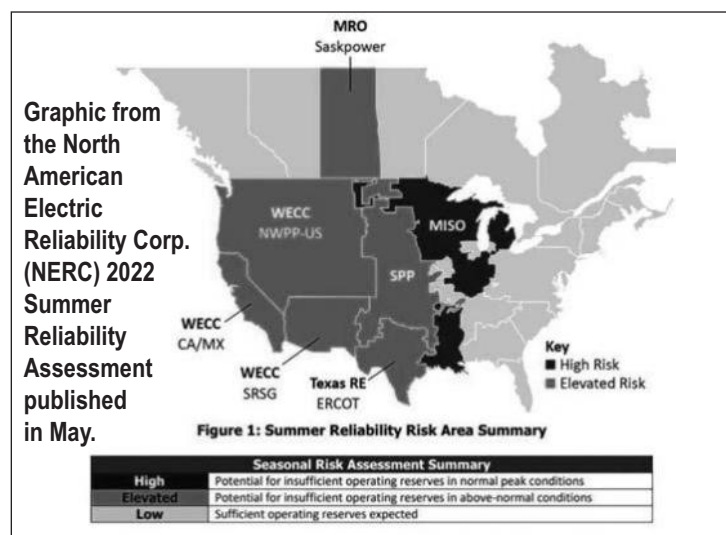 MRO
Saskpower
Graphic from
the North
American
Electric
Reliability Corp.
(NERC) 2022
Summer
Reliability
Assessment
published
in May.
WECC
NWPP-US
MISO
SPP
WECC
CA/MX
WECC
SRSG
Texas RE
ERCOT
Key
High Risk
Elevated Risk
Figure 1: Summer Reliability Risk Area Summary
Seasonal Risk Assessment Summary
High Potential for insufficient operating reserves in normal peak conditions
Elevated Potential for insufficient operating reserves in above-normal conditions
Low Sufficient operating reserves expected